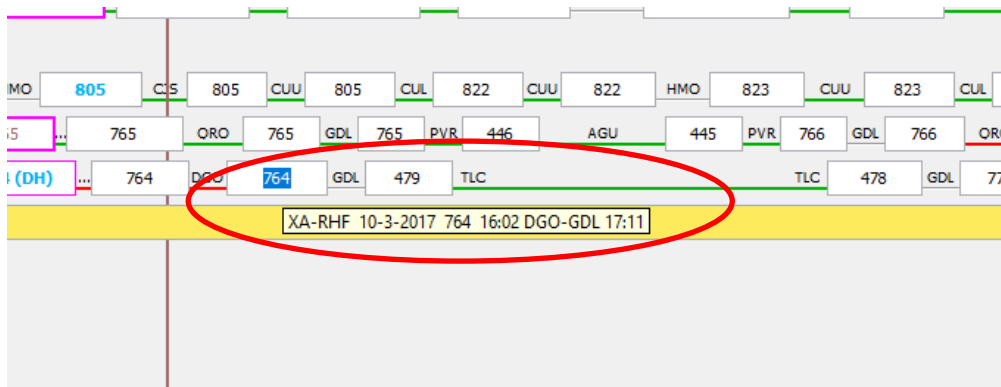 805 CJS 805 CUU 805 CUL 822 CUU 822 HMO 823 CUU 823 CUL
... 765 QRO 765 GDL 765 PVR 446 AGU 445 PVR 766 GDL 766
(DH) ... 764 DGO 764 GDL 479 TLC TLC 478 GDL
XA-RHF 10-3-2017 764 16:02 DGO-GDL 17:11